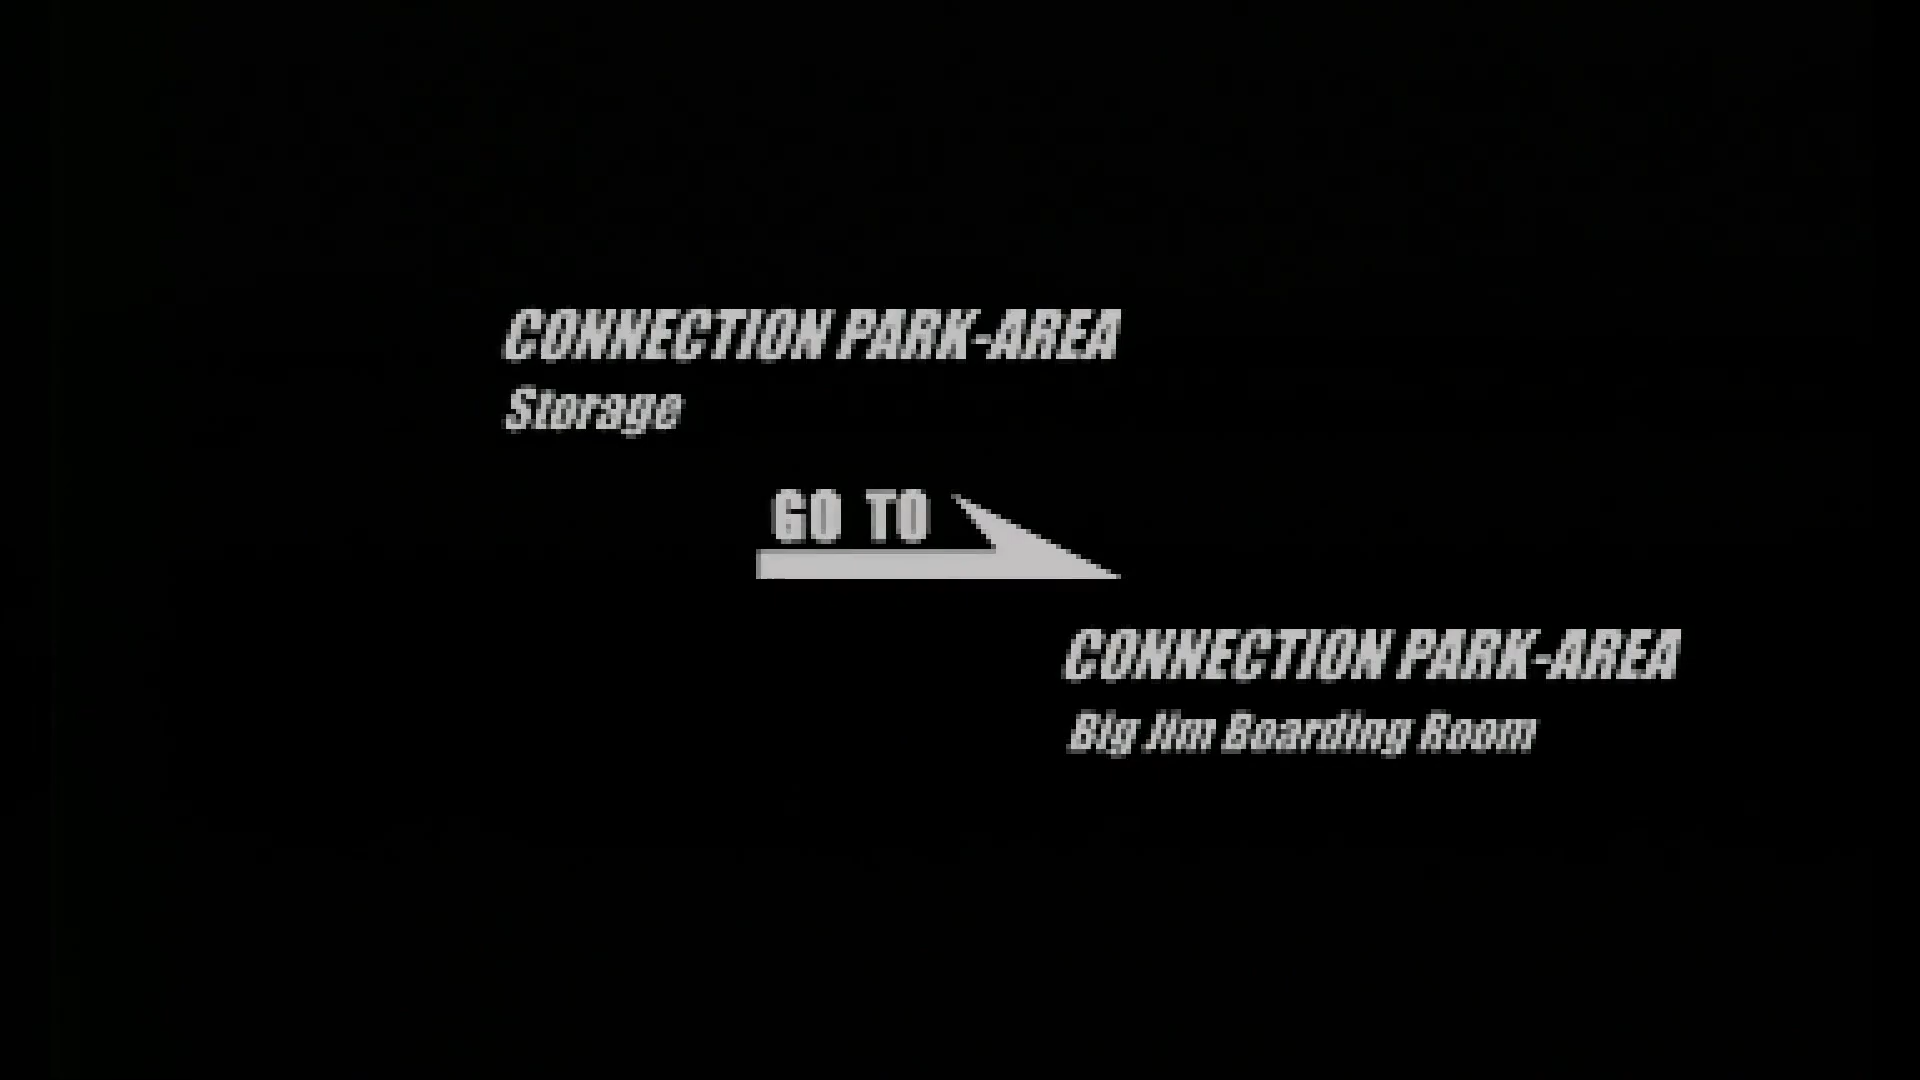 CONNECTION PARK-AREA
Storage
GO TO
CONNECTION PARK-AREA
Big Jim Boarding Room